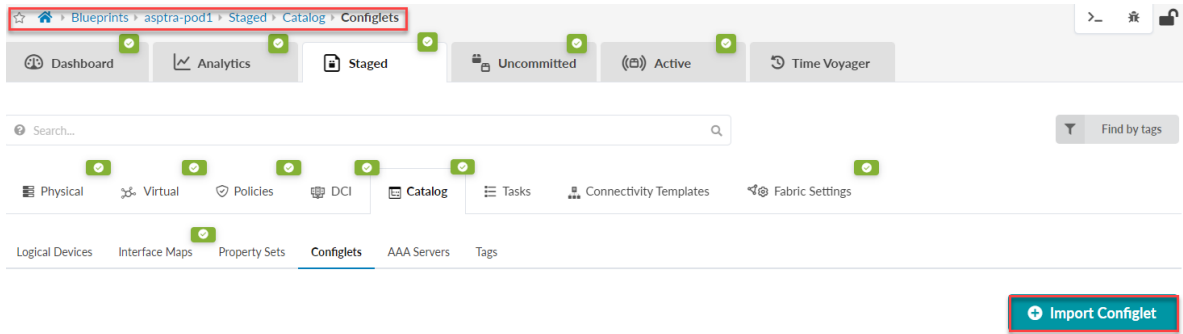 Blueprints › asptra-pod1 › Staged › Catalog › Configlets
>_
Dashboard Analytics Staged Uncommitted Active Time Voyager
Search... Find by tags
Physical Virtual Policies DCI Catalog Tasks Connectivity Templates Fabric Settings
Logical Devices Interface Maps Property Sets Configlets AAA Servers Tags
Import Configlet